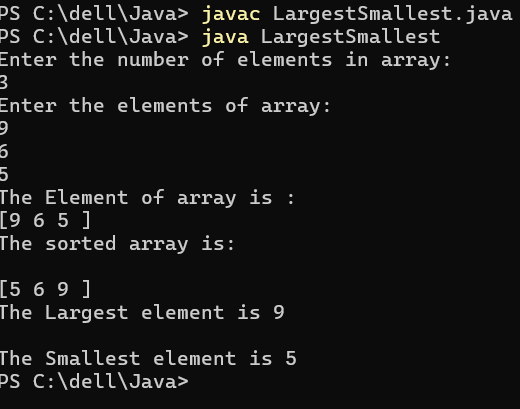 PS C:\dell\Java> javac LargestSmallest.java
PS C:\dell\Java> java LargestSmallest
Enter the number of elements in array:
3
Enter the elements of array:
9
6
5
The Element of array is :
[9 6 5 ]
The sorted array is:
[5 6 9 ]
The Largest element is 9
The Smallest element is 5
PS C:\dell\Java>